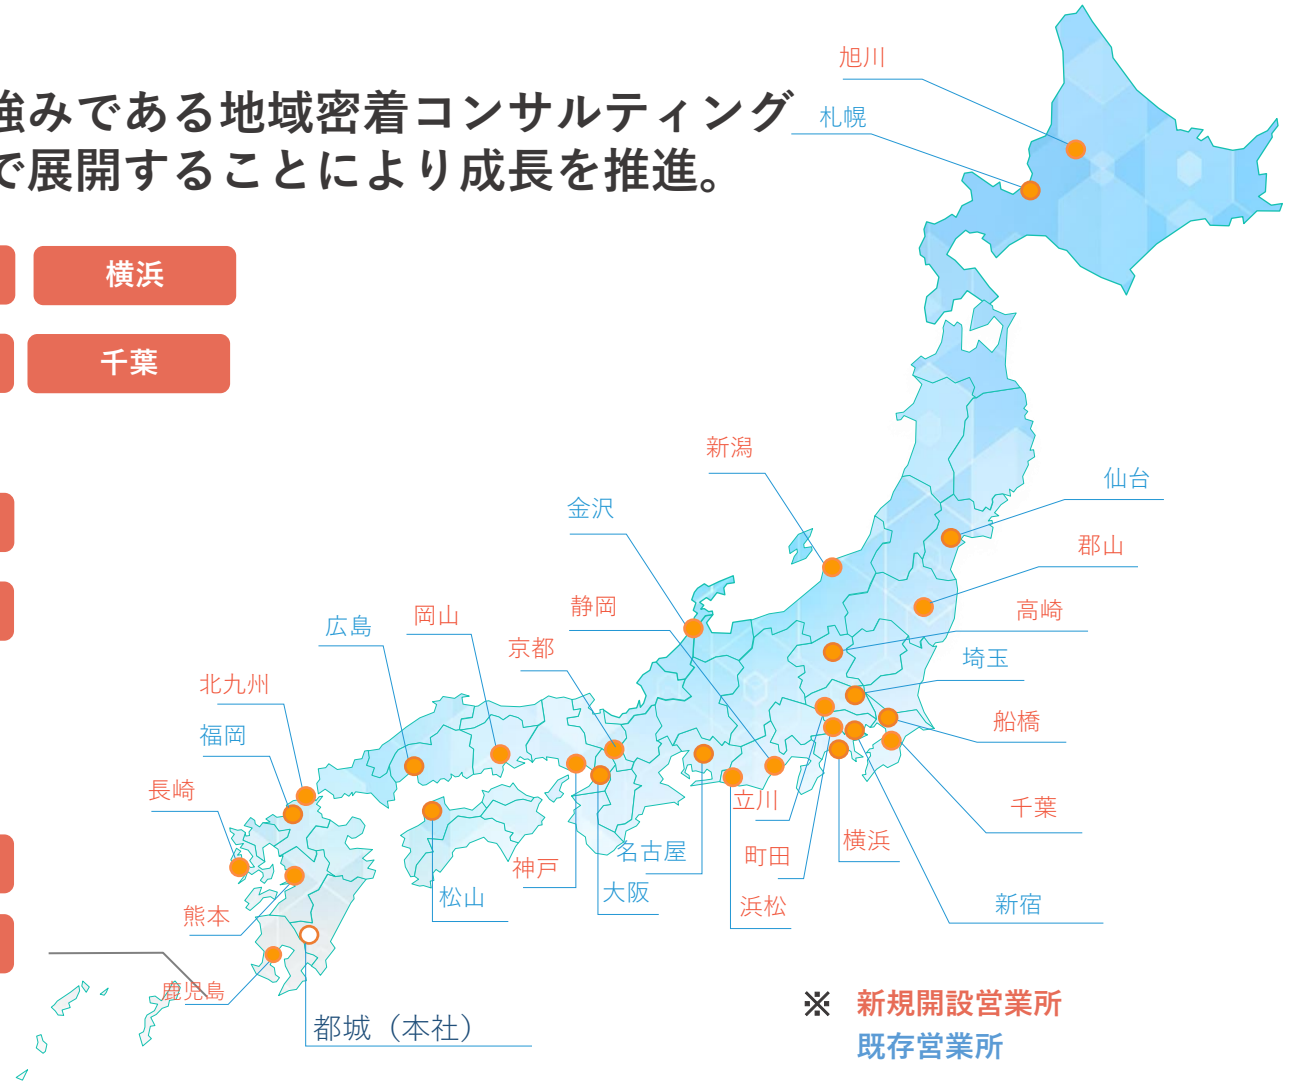 強みである地域密着コンサルティング
で展開することにより成長を推進。
横浜
千葉
旭川
札幌
新潟
仙台
金沢
郡山
静岡
高崎
岡山
広島
京都
埼玉
北九州
船橋
福岡
長崎
立川
千葉
横浜
名古屋
町田
神戸
松山
大阪
浜松
新宿
熊本
鹿児島
都城（本社）
※ 新規開設営業所
既存営業所